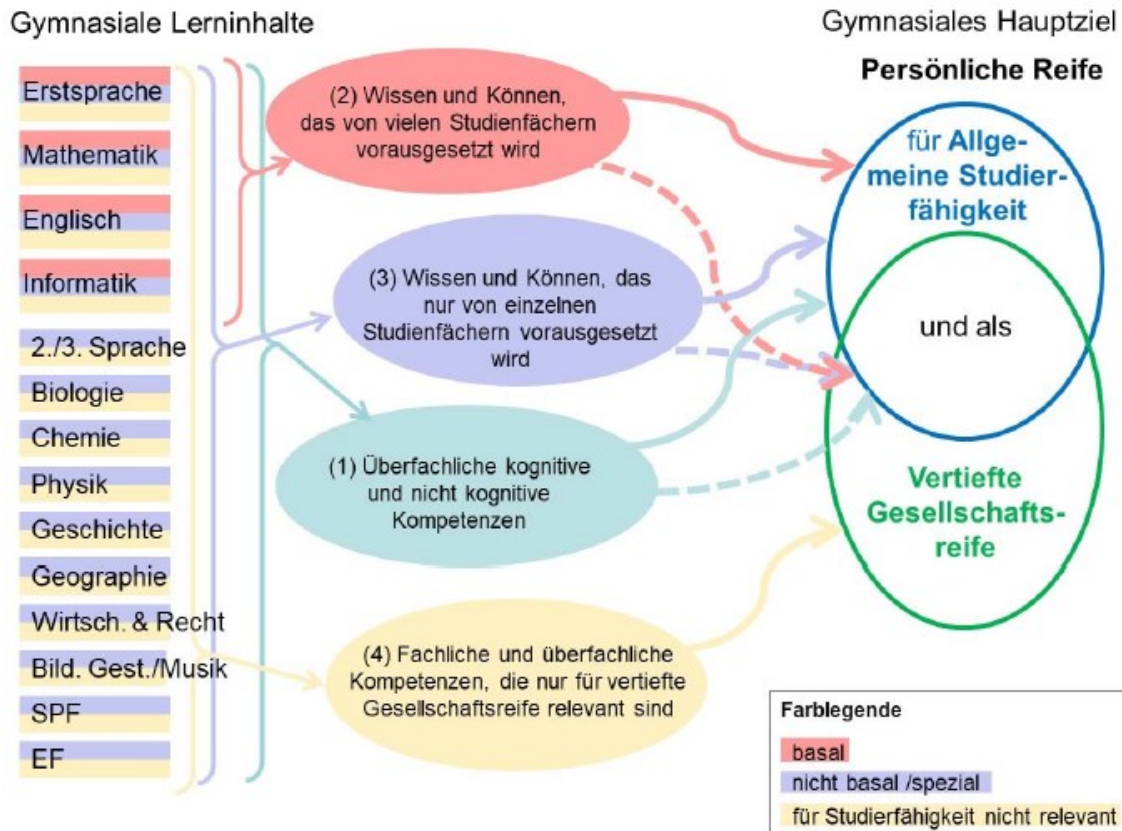 Gymnasiale Lerninhalte
Erstsprache
Mathematik
Englisch
Informatik
2./3. Sprache
Biologie
Chemie
Physik
Geschichte
Geographie
Wirtsch. & Recht
Bild. Gest./Musik
SPF
EF
(2) Wissen und Können,
das von vielen Studienfächern
vorausgesetzt wird
(3) Wissen und Können, das
nur von einzelnen
Studienfächern vorausgesetzt
wird
(1) Überfachliche kognitive
und nicht kognitive
Kompetenzen
(4) Fachliche und überfachliche
Kompetenzen, die nur für vertiefte
Gesellschaftsreife relevant sind
Gymnasiales Hauptziel
Persönliche Reife
für Allge-
meine Studier-
fähigkeit
und als
Vertiefte
Gesellschafts-
reife
Farblegende
basal
nicht basal /spezial
für Studierfähigkeit nicht relevant